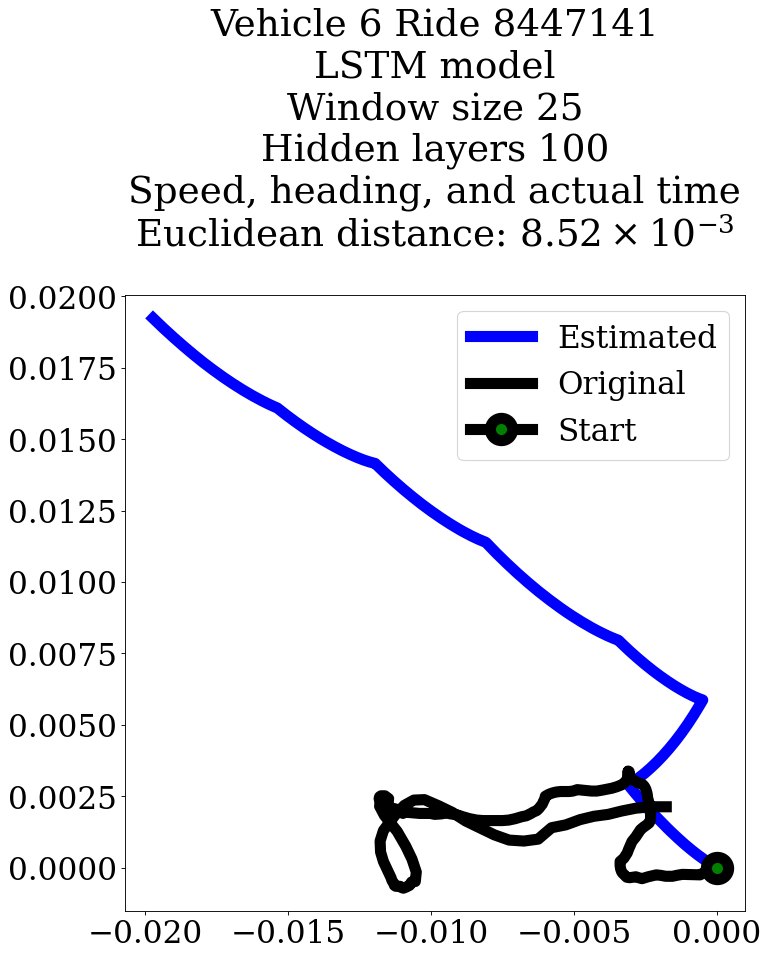 Vehicle 6 Ride 8447141
LSTM model
Window size 25
Hidden layers 100
Speed, heading, and actual time
Euclidean distance: 8.52 × 10⁻³
Estimated
Original
Start
0.0200
0.0175
0.0150
0.0125
0.0100
0.0075
0.0050
0.0025
0.0000
−0.020 −0.015 −0.010 −0.005 0.000